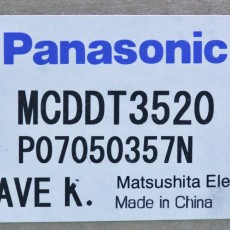 Panasonic
MCDDT3520
P07050357N
AVE K. Matsushita Ele
Made in China